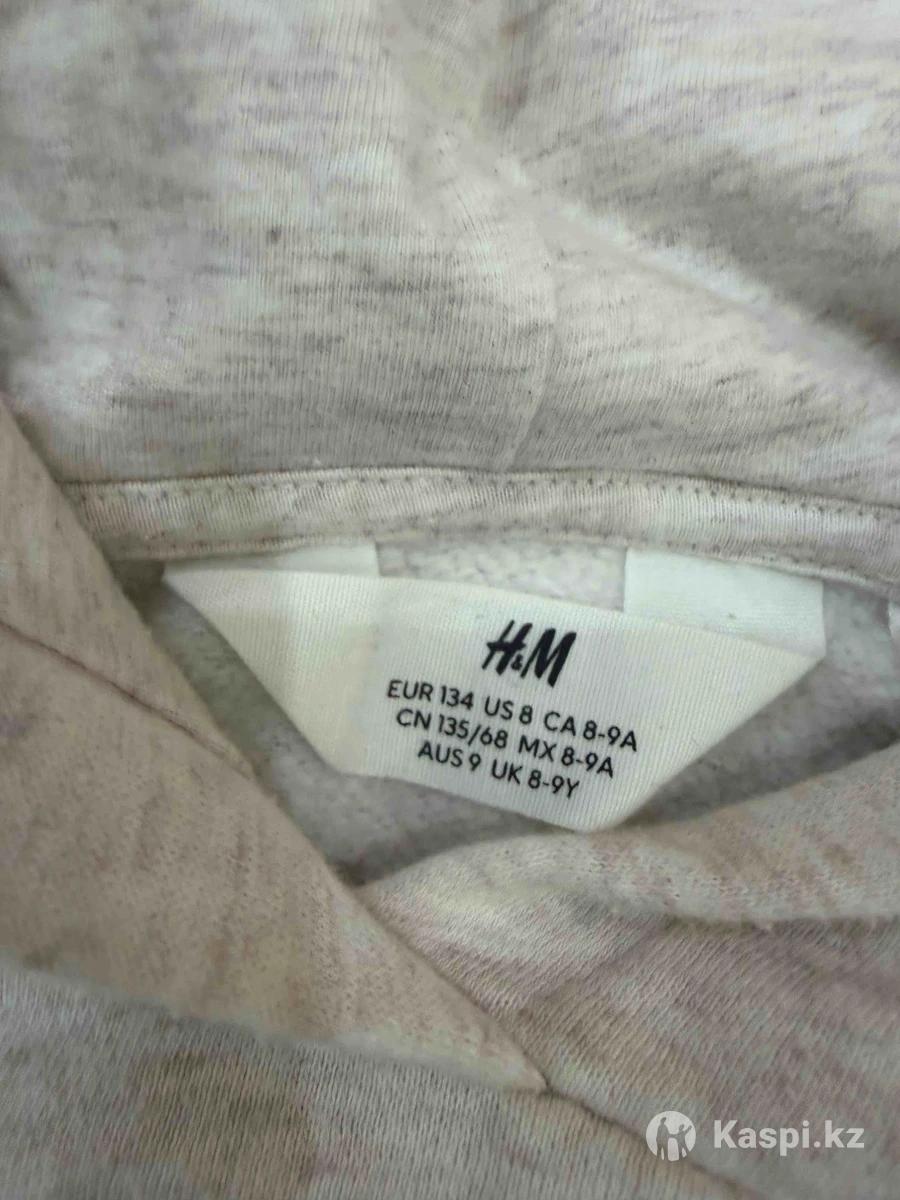 H&M
EUR 134 US 8 CA 8-9A
CN 135/68 MX 8-9A
AUS 9 UK 8-9Y
Kaspi.kz